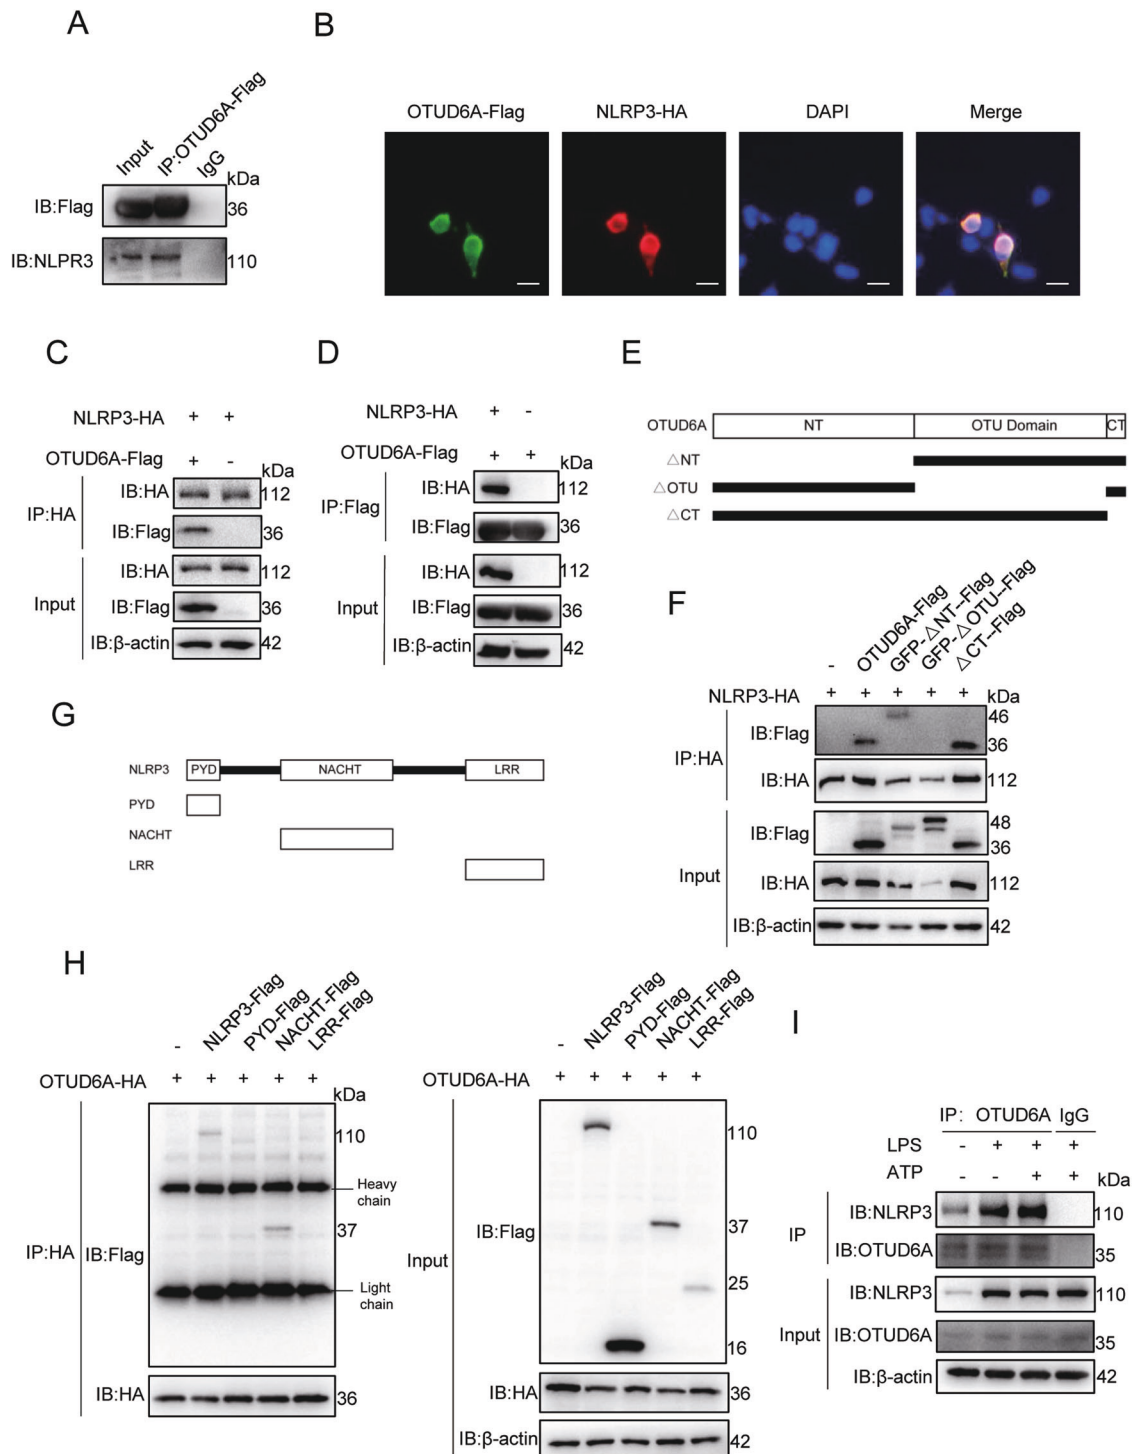 A
Input
IP:OTUD6A-Flag
IgG
kDa
IB:Flag
36
IB:NLPR3
110
B
OTUD6A-Flag
NLRP3-HA
DAPI
Merge
C
NLRP3-HA + +
OTUD6A-Flag + -
kDa
IP:HA
IB:HA 112
IB:Flag 36
Input
IB:HA 112
IB:Flag 36
IB:β-actin 42
D
NLRP3-HA + -
OTUD6A-Flag + +
kDa
IP:Flag
IB:HA 112
IB:Flag 36
Input
IB:HA 112
IB:Flag 36
IB:β-actin 42
E
OTUD6A NT OTU Domain CT
△NT
△OTU
△CT
F
-
OTUD6A-Flag
GFP-△NT--Flag
GFP-△OTU--Flag
△CT--Flag
NLRP3-HA + + + + + kDa
IP:HA
IB:Flag 46
36
IB:HA 112
Input
IB:Flag 48
36
IB:HA 112
IB:β-actin 42
G
NLRP3 PYD NACHT LRR
PYD
NACHT
LRR
H
-
NLRP3-Flag
PYD-Flag
NACHT-Flag
LRR-Flag
OTUD6A-HA + + + + +
kDa
110
Heavy
chain
37
IP:HA
IB:Flag
Light
chain
IB:HA 36
-
NLRP3-Flag
PYD-Flag
NACHT-Flag
LRR-Flag
OTUD6A-HA + + + + +
110
Input
IB:Flag
37
25
16
IB:HA 36
IB:β-actin 42
I
IP: OTUD6A IgG
LPS - + + +
ATP - - + + kDa
IP
IB:NLRP3 110
IB:OTUD6A 35
Input
IB:NLRP3 110
IB:OTUD6A 35
IB:β-actin 42